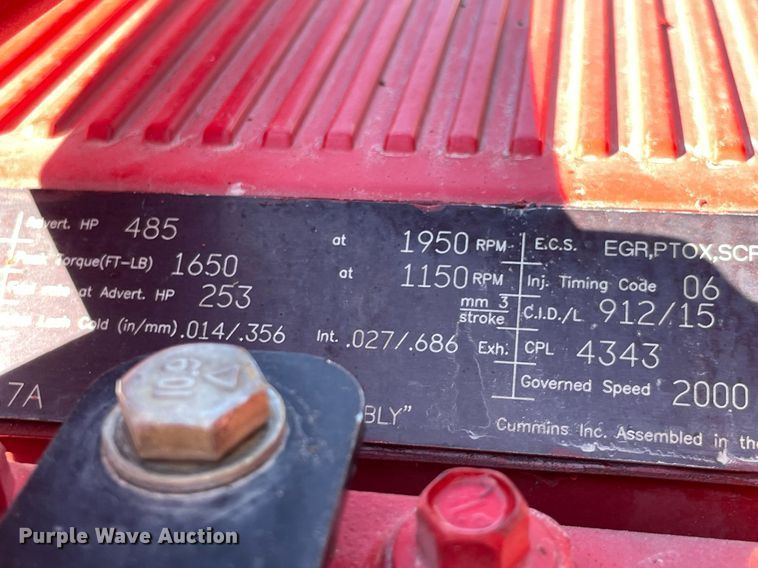 Advert. HP 485 at 1950 RPM E.C.S. EGR,PTOX,SCR
Torque(FT-LB) 1650 at 1150 RPM Inj. Timing Code 06
at Advert. HP 253 mm 3 stroke C.I.D./L 912/15
Lash Cold (in/mm) .014/.356 Int. .027/.686 Exh. CPL 4343
Governed Speed 2000
7A
BLY" Cummins Inc. Assembled in the
Purple Wave Auction